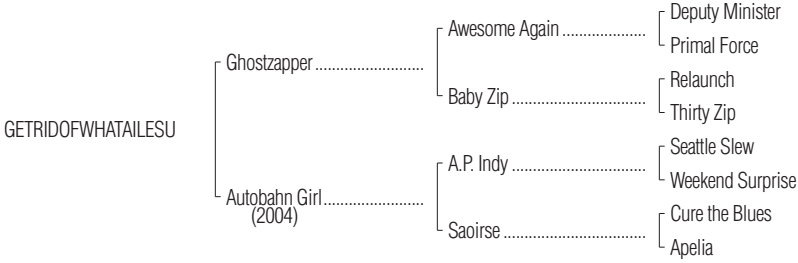 Deputy Minister
Awesome Again ....................
Primal Force
Ghostzapper ..........................
Relaunch
Baby Zip ................................
Thirty Zip
GETRIDOFWHATAILESU
Seattle Slew
A.P. Indy ................................
Weekend Surprise
Autobahn Girl ........................
(2004)
Cure the Blues
Saoirse ..................................
Apelia